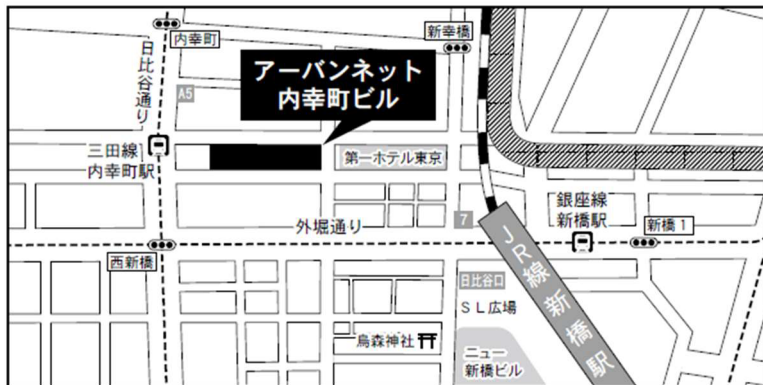 内幸町
新幸橋
日比谷通り
アーバンネット
内幸町ビル
A5
三田線
内幸町駅
第一ホテル東京
銀座線
新橋駅
7
外堀通り
新橋1
西新橋
JR線新橋駅
日比谷口
SL広場
烏森神社
ニュー
新橋ビル